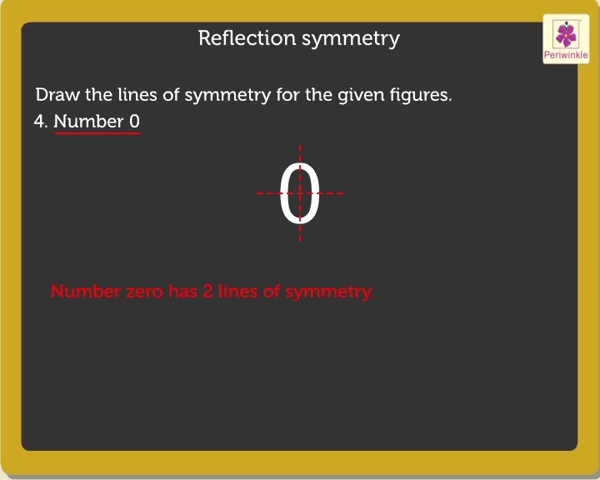 Reflection symmetry
Periwinkle
Draw the lines of symmetry for the given figures.
4. Number 0
0
Number zero has 2 lines of symmetry.